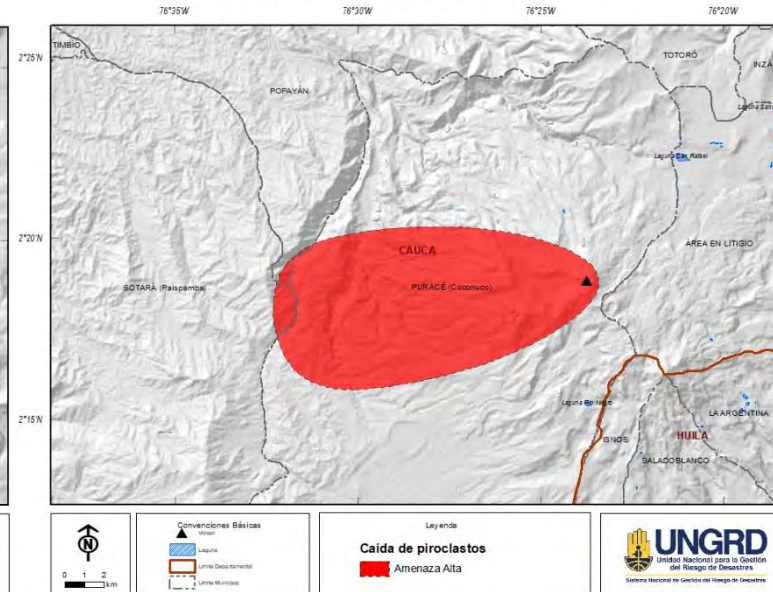 76°35'W 76°30'W 76°25'W 76°20'W
2°25'N
TIMBIO
TOTORÓ
INZÁ
POPAYÁN
Laguna San Rafael
2°20'N
CAUCA
ÁREA EN LITIGIO
SOTARÁ (Paispamba)
PURACÉ (Coconuco)
2°15'N
LA ARGENTINA
HUILA
SALADOBLANCO
N
0 1 2
km
Convenciones Básicas
Volcán
Laguna
Límite Departamental
Límite Municipal
Leyenda
Caída de piroclastos
Amenaza Alta
UNGRD
Unidad Nacional para la Gestión
del Riesgo de Desastres
Sistema Nacional de Gestión del Riesgo de Desastres